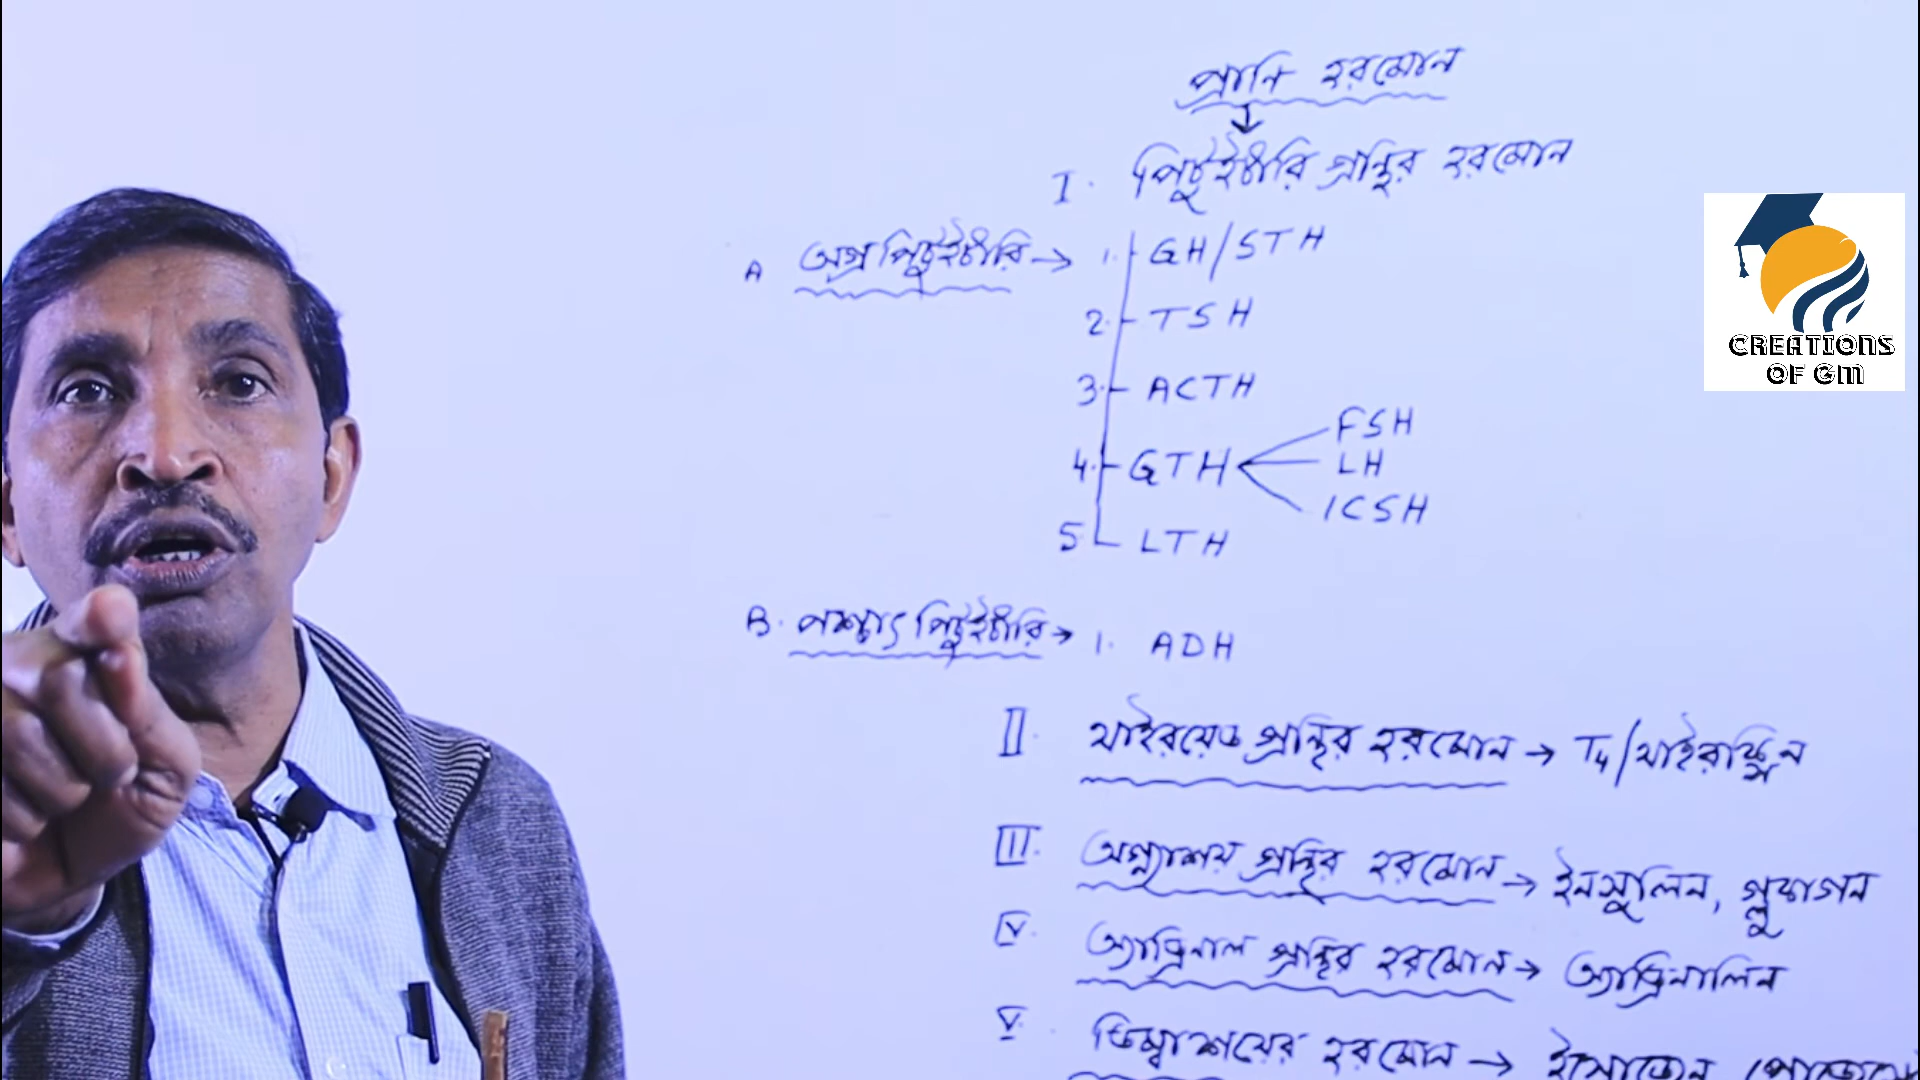 প্রানি হরমোন
I. পিটুইটারি গ্রন্থির হরমোন
A অগ্র পিটুইটারি → 1. GH/STH
2. TSH
3. ACTH
4. GTH FSH
LH
ICSH
5. LTH
B. পশ্চাৎ পিটুইটারি → 1. ADH
II. থাইরয়েড গ্রন্থির হরমোন → T4/থাইরক্সিন
III. অগ্ন্যাশয় গ্রন্থির হরমোন → ইনসুলিন, গ্লুকাগন
IV. অ্যাড্রিনাল গ্রন্থির হরমোন → অ্যাড্রিনালিন
V. ডিম্বাশয়ের হরমোন → ইস্ট্রোজেন
CREATIONS
OF GM